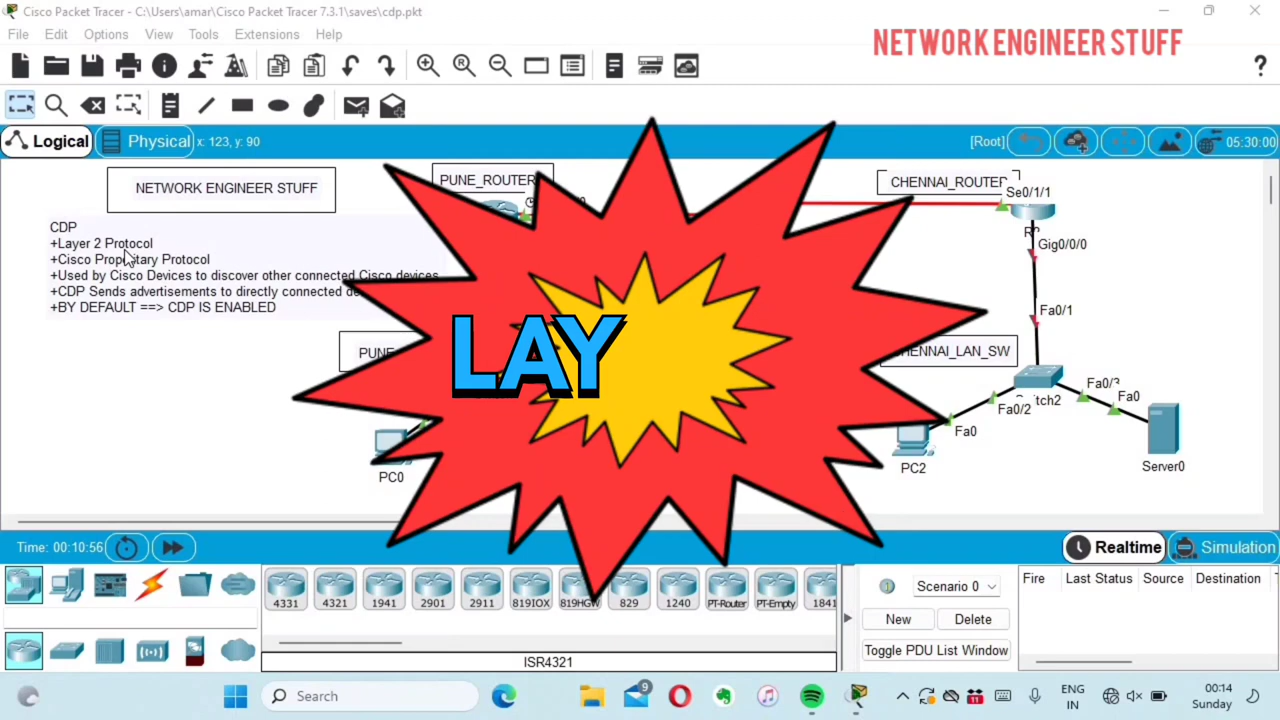 Cisco Packet Tracer - C:\Users\amar\Cisco Packet Tracer 7.3.1\saves\cdp.pkt
File Edit Options View Tools Extensions Help
NETWORK ENGINEER STUFF
Logical
Physical
x: 123, y: 90
[Root]
05:30:00
NETWORK ENGINEER STUFF
PUNE_ROUTER
CHENNAI_ROUTER
Se0/1/1
Gig0/0/0
CDP
+Layer 2 Protocol
+Cisco Propritary Protocol
+Used by Cisco Devices to discover other connected Cisco devices
+CDP Sends advertisements to directly connected
+BY DEFAULT ==> CDP IS ENABLED
LAY
Fa0/1
PUNE
CHENNAI_LAN_SW
Fa0/3
Fa0
Fa0/2
Fa0
PC0
PC2
Server0
Time: 00:10:56
Realtime
Simulation
4331 4321 1941 2901 2911 819IOX 819HGW 829 1240 PT-Router PT-Empty 1841
ISR4321
Scenario 0
New
Delete
Toggle PDU List Window
Fire Last Status Source Destination
Search
9
11
ENG
IN
00:14
Sunday